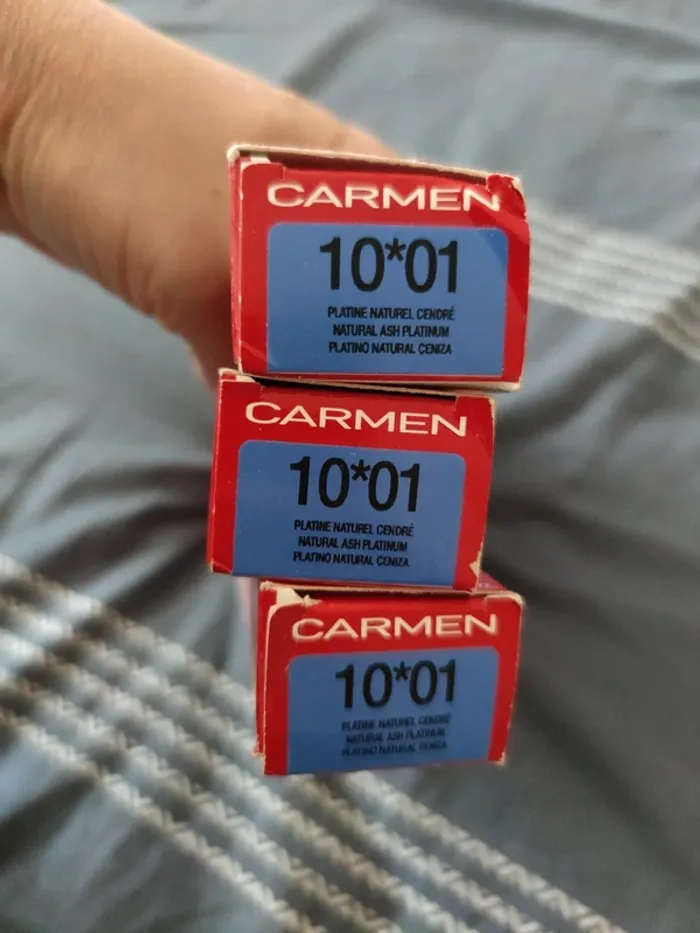 CARMEN
10*01
PLATINE NATUREL CENDRÉ
NATURAL ASH PLATINUM
PLATINO NATURAL CENIZA
CARMEN
10*01
PLATINE NATUREL CENDRÉ
NATURAL ASH PLATINUM
PLATINO NATURAL CENIZA
CARMEN
10*01
PLATINE NATUREL CENDRÉ
NATURAL ASH PLATINUM
PLATINO NATURAL CENIZA